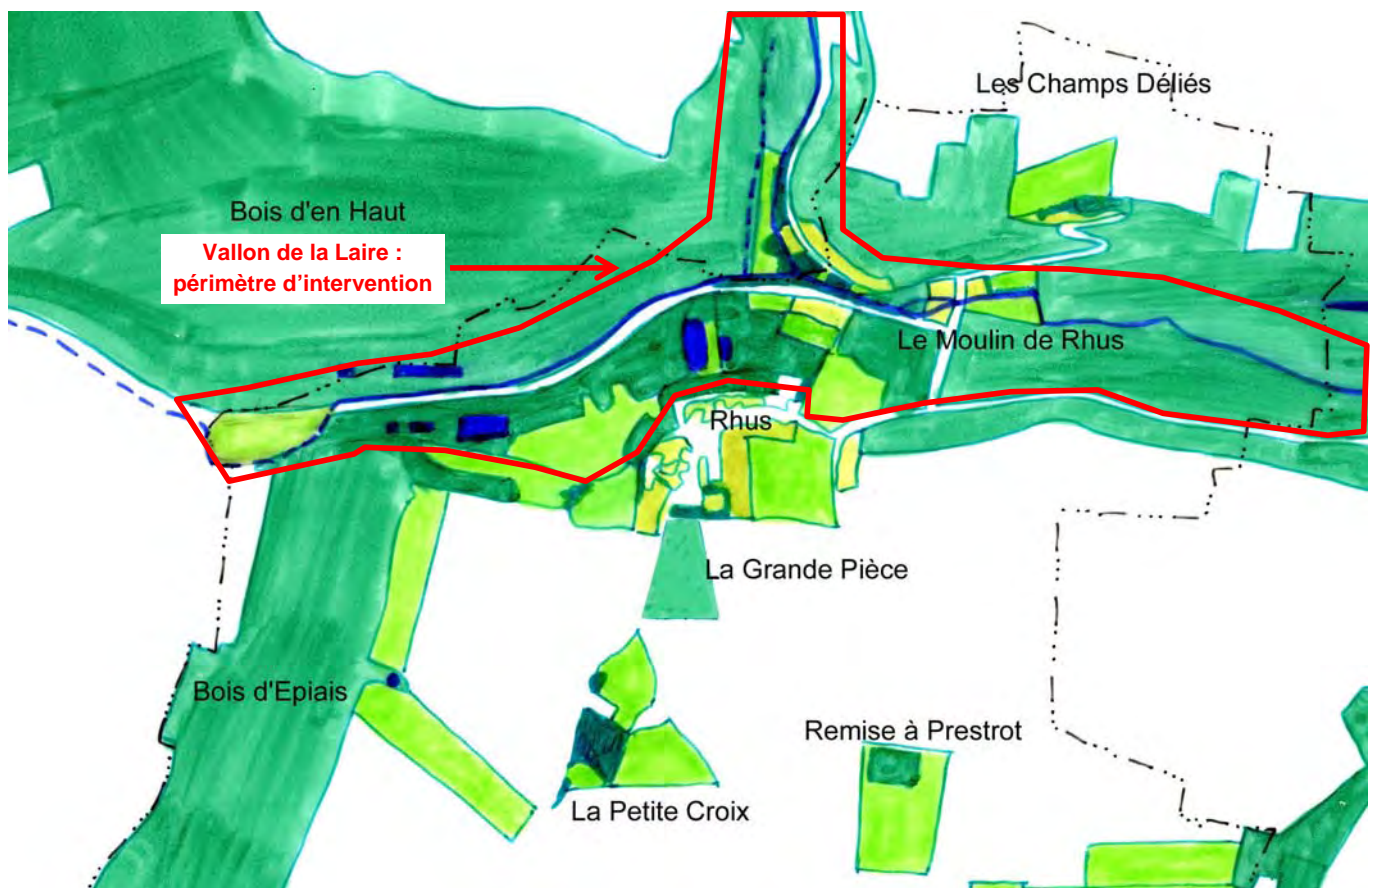 Les Champs Déliés
Bois d'en Haut
Vallon de la Laire :
périmètre d’intervention
Le Moulin de Rhus
Rhus
La Grande Pièce
Bois d'Epiais
Remise à Prestrot
La Petite Croix